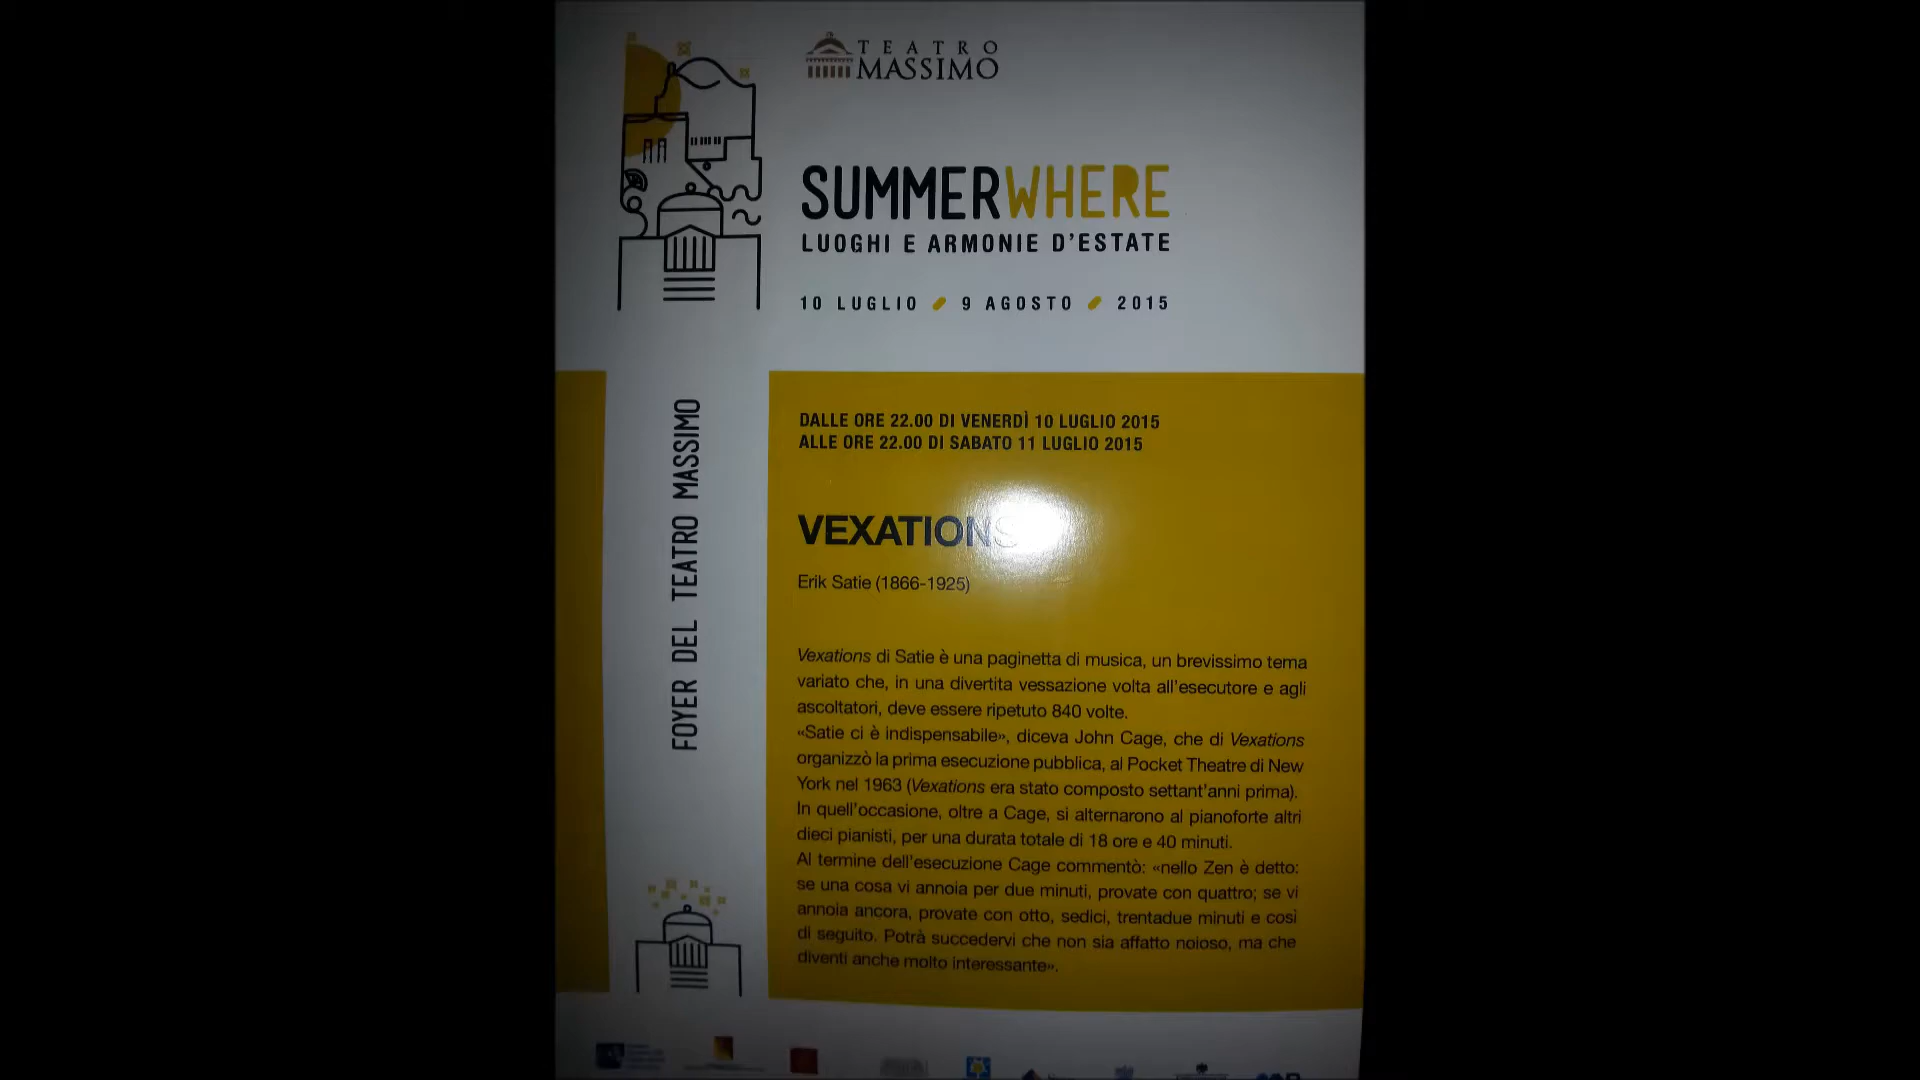 TEATRO
MASSIMO
SUMMERWHERE
LUOGHI E ARMONIE D'ESTATE
10 LUGLIO / 9 AGOSTO / 2015
FOYER DEL TEATRO MASSIMO
DALLE ORE 22.00 DI VENERDÌ 10 LUGLIO 2015
ALLE ORE 22.00 DI SABATO 11 LUGLIO 2015
VEXATIONS
Erik Satie (1866-1925)
Vexations di Satie è una paginetta di musica, un brevissimo tema
variato che, in una divertita vessazione volta all'esecutore e agli
ascoltatori, deve essere ripetuto 840 volte.
«Satie ci è indispensabile», diceva John Cage, che di Vexations
organizzò la prima esecuzione pubblica, al Pocket Theatre di New
York nel 1963 (Vexations era stato composto settant'anni prima).
In quell'occasione, oltre a Cage, si alternarono al pianoforte altri
dieci pianisti, per una durata totale di 18 ore e 40 minuti.
Al termine dell'esecuzione Cage commentò: «nello Zen è detto:
se una cosa vi annoia per due minuti, provate con quattro; se vi
annoia ancora, provate con otto, sedici, trentadue minuti e così
di seguito. Potrà succedervi che non sia affatto noioso, ma che
diventi anche molto interessante».